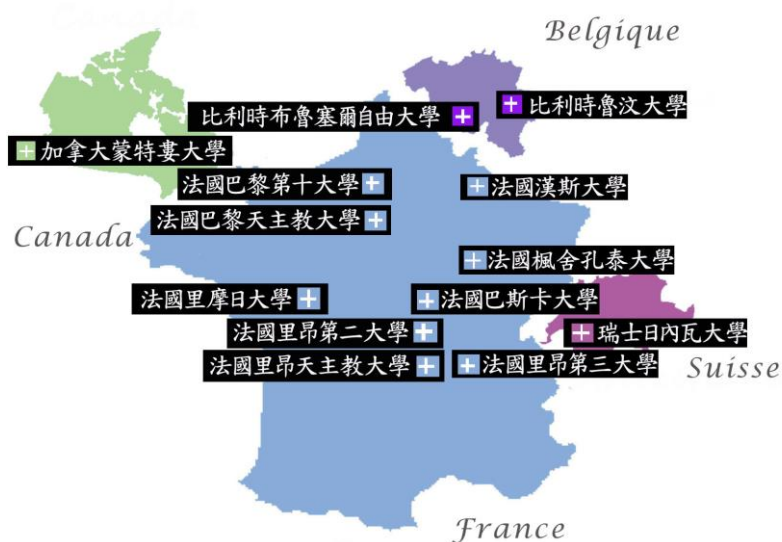 Belgique
比利時布魯塞爾自由大學
比利時魯汶大學
加拿大蒙特婁大學
法國巴黎第十大學
法國漢斯大學
法國巴黎天主教大學
Canada
法國楓舍孔泰大學
法國里摩日大學
法國巴斯卡大學
法國里昂第二大學
瑞士日內瓦大學
法國里昂天主教大學
法國里昂第三大學
Suisse
France